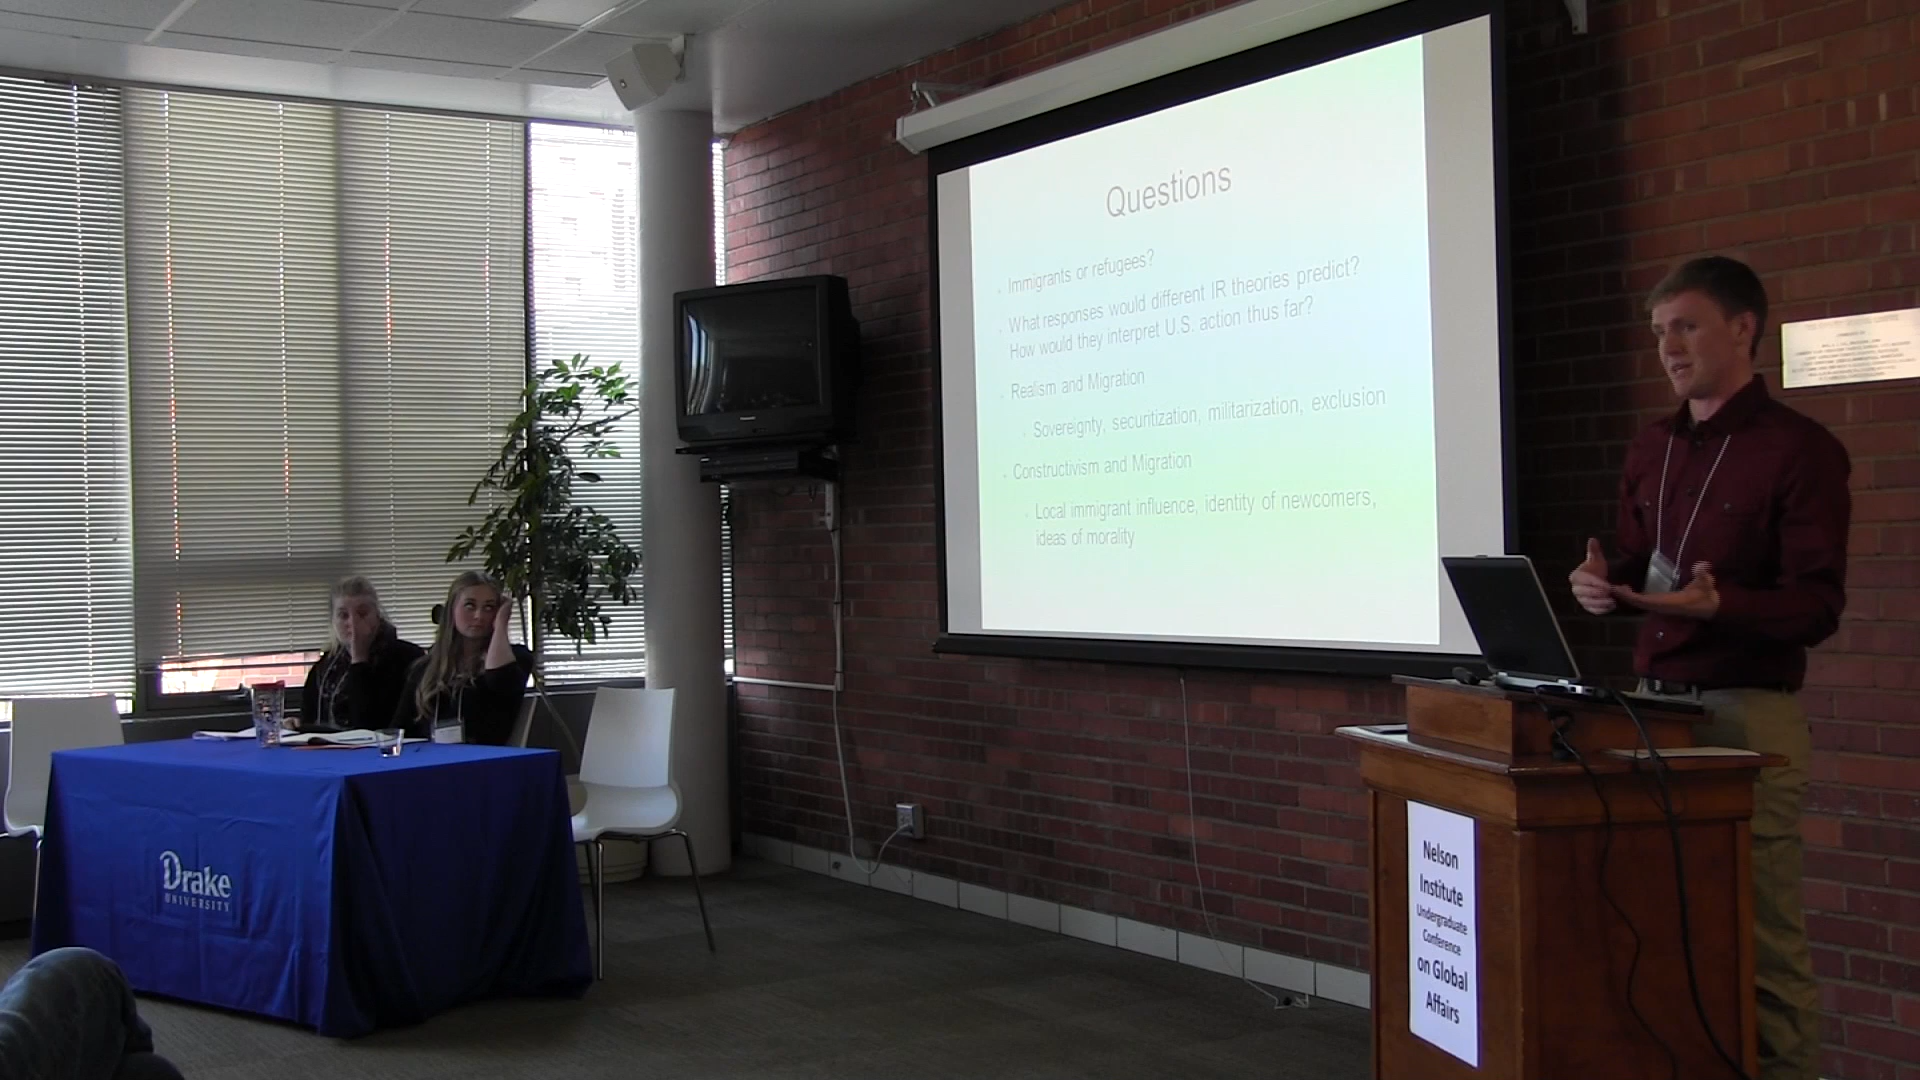 Questions
Immigrants or refugees?
What responses would different IR theories predict?
How would they interpret U.S. action thus far?
Realism and Migration
Sovereignty, securitization, militarization, exclusion
Constructivism and Migration
Local immigrant influence, identity of newcomers,
ideas of morality
Panasonic
Drake
UNIVERSITY
Nelson
Institute
Undergraduate
Conference
on Global
Affairs